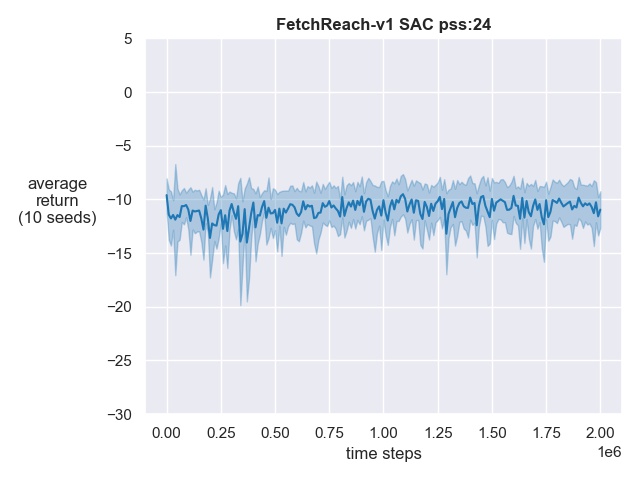 FetchReach-v1 SAC pss:24
5
0
−5
−10
−15
−20
−25
−30
average
return
(10 seeds)
0.00 0.25 0.50 0.75 1.00 1.25 1.50 1.75 2.00
time steps
1e6